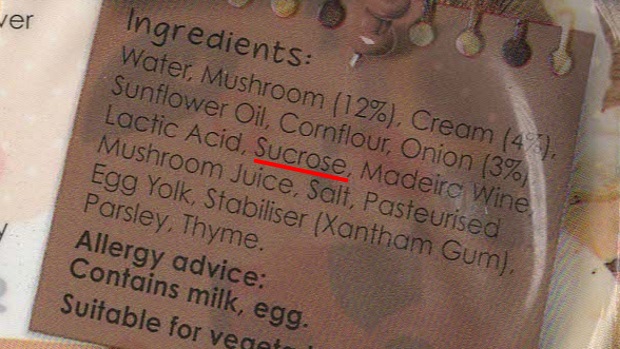 ver
Ingredients:
Water, Mushroom (12%), Cream (4%),
Sunflower Oil, Cornflour, Onion (3%)
Lactic Acid, Sucrose, Madeira Wine,
Mushroom Juice, Salt, Pasteurised
Egg Yolk, Stabiliser (Xantham Gum),
Parsley, Thyme.
Allergy advice:
Contains milk, egg.
Suitable for